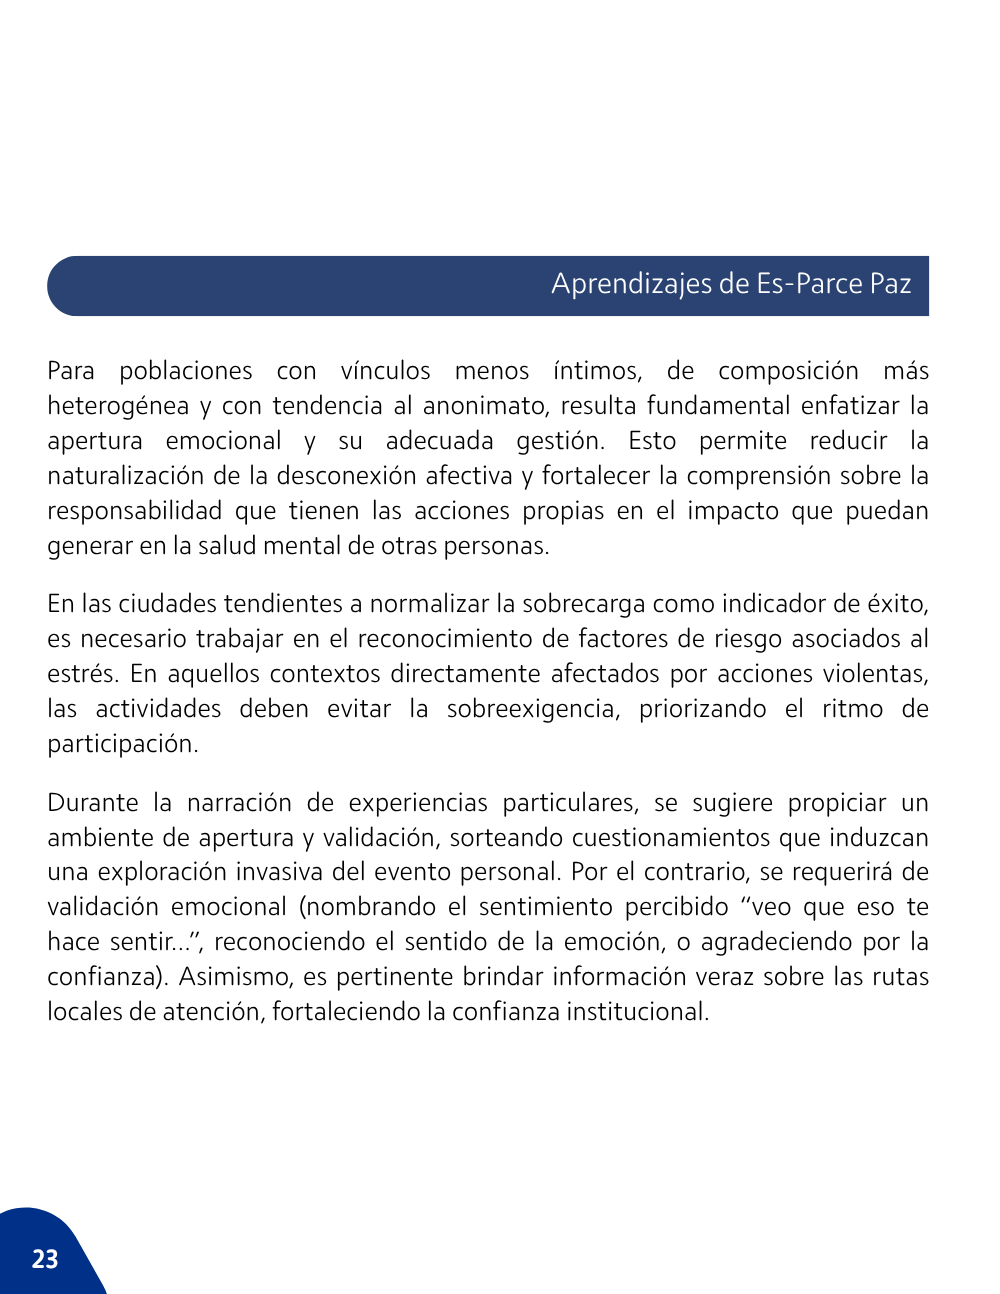 Aprendizajes de Es-Parce Paz
Para poblaciones con vínculos menos íntimos, de composición más
heterogénea y con tendencia al anonimato, resulta fundamental enfatizar la
apertura emocional y su adecuada gestión. Esto permite reducir la
naturalización de la desconexión afectiva y fortalecer la comprensión sobre la
responsabilidad que tienen las acciones propias en el impacto que puedan
generar en la salud mental de otras personas.
En las ciudades tendientes a normalizar la sobrecarga como indicador de éxito,
es necesario trabajar en el reconocimiento de factores de riesgo asociados al
estrés. En aquellos contextos directamente afectados por acciones violentas,
las actividades deben evitar la sobreexigencia, priorizando el ritmo de
participación.
Durante la narración de experiencias particulares, se sugiere propiciar un
ambiente de apertura y validación, sorteando cuestionamientos que induzcan
una exploración invasiva del evento personal. Por el contrario, se requerirá de
validación emocional (nombrando el sentimiento percibido “veo que eso te
hace sentir...”, reconociendo el sentido de la emoción, o agradeciendo por la
confianza). Asimismo, es pertinente brindar información veraz sobre las rutas
locales de atención, fortaleciendo la confianza institucional.
23